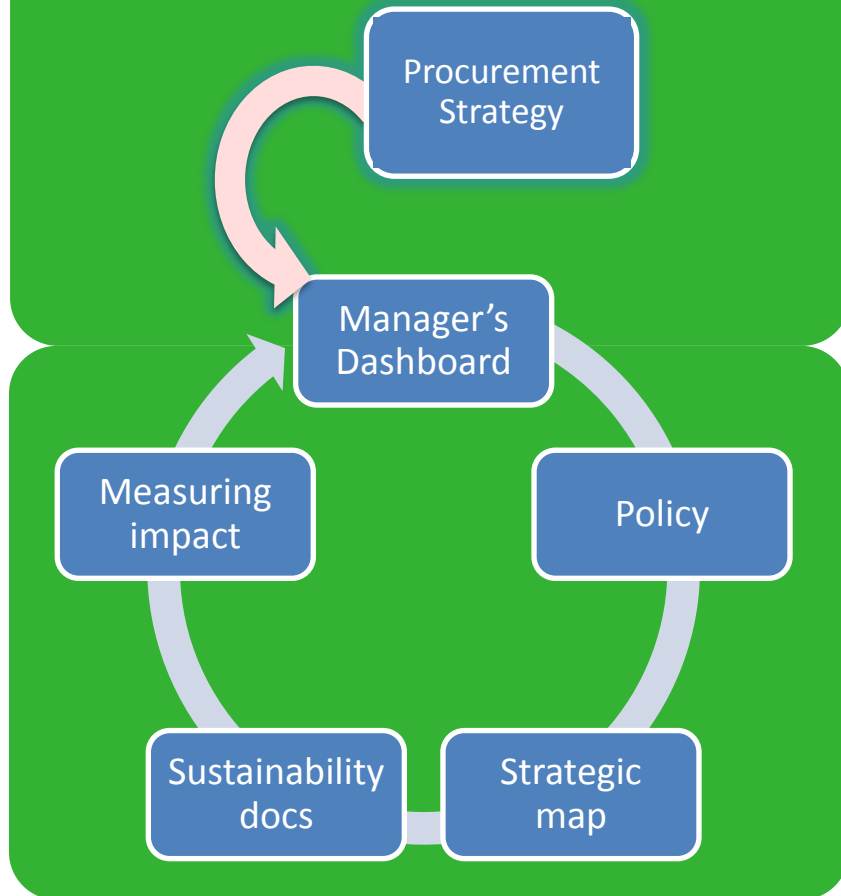 Procurement
Strategy
Manager’s
Dashboard
Measuring
impact
Policy
Sustainability
docs
Strategic
map